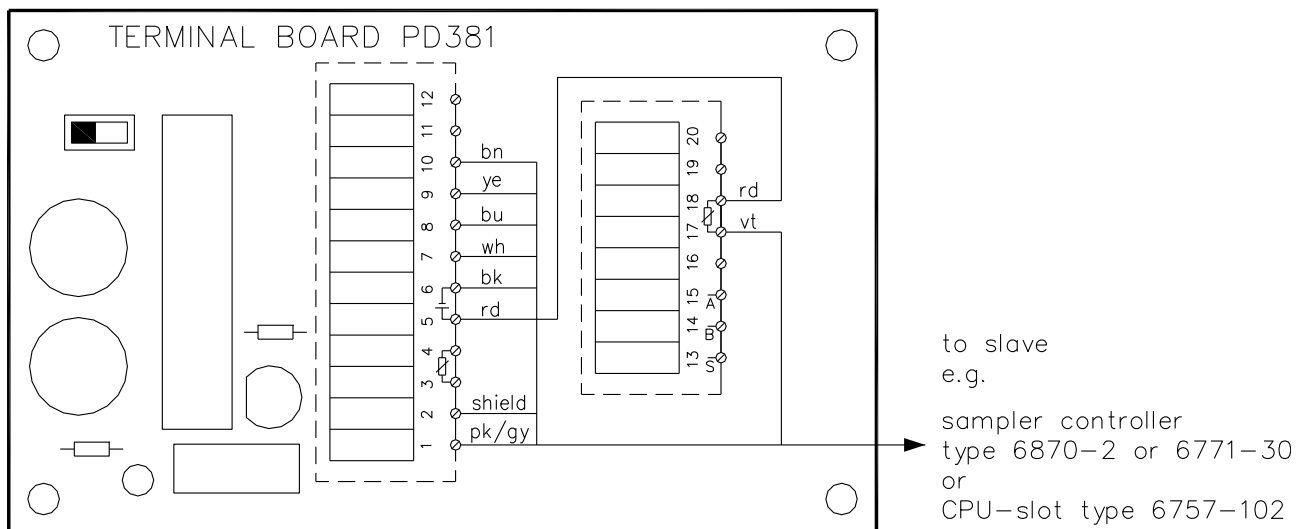 TERMINAL BOARD PD381
12
11
10 bn
9 ye
8 bu
7 wh
6 bk
5 rd
4
3
2 shield
1 pk/gy
20
19
18 rd
17 vt
16
15 A
14 B
13 S
to slave
e.g.
sampler controller
type 6870-2 or 6771-30
or
CPU-slot type 6757-102